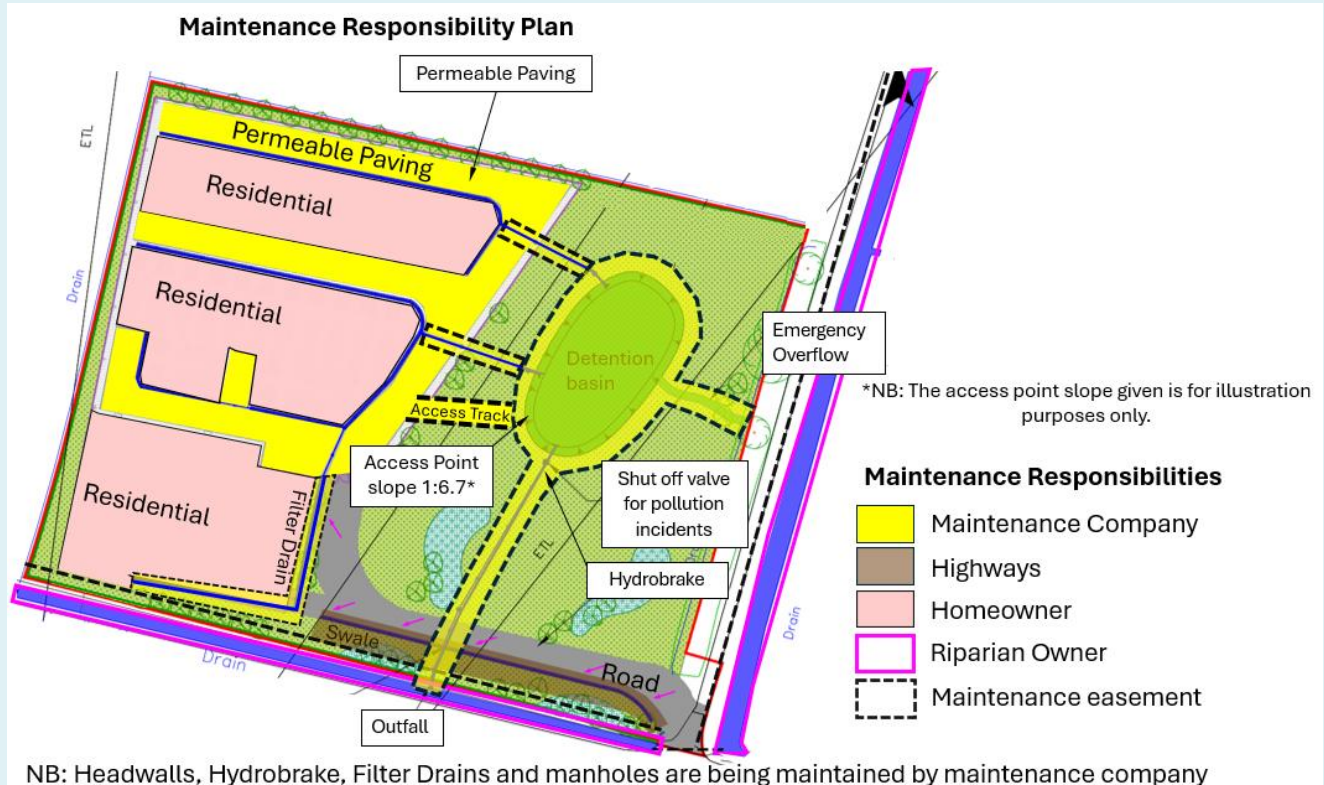 Maintenance Responsibility Plan
Permeable Paving
ETL
Permeable Paving
Residential
Drain
Residential
Detention
basin
Emergency
Overflow
*NB: The access point slope given is for illustration
purposes only.
Access Track
Access Point
slope 1:6.7*
Shut off valve
for pollution
incidents
Maintenance Responsibilities
Maintenance Company
Highways
Homeowner
Riparian Owner
Maintenance easement
Residential
Filter Drain
ETL
Hydrobrake
Drain
Swale
Road
Drain
Outfall
NB: Headwalls, Hydrobrake, Filter Drains and manholes are being maintained by maintenance company